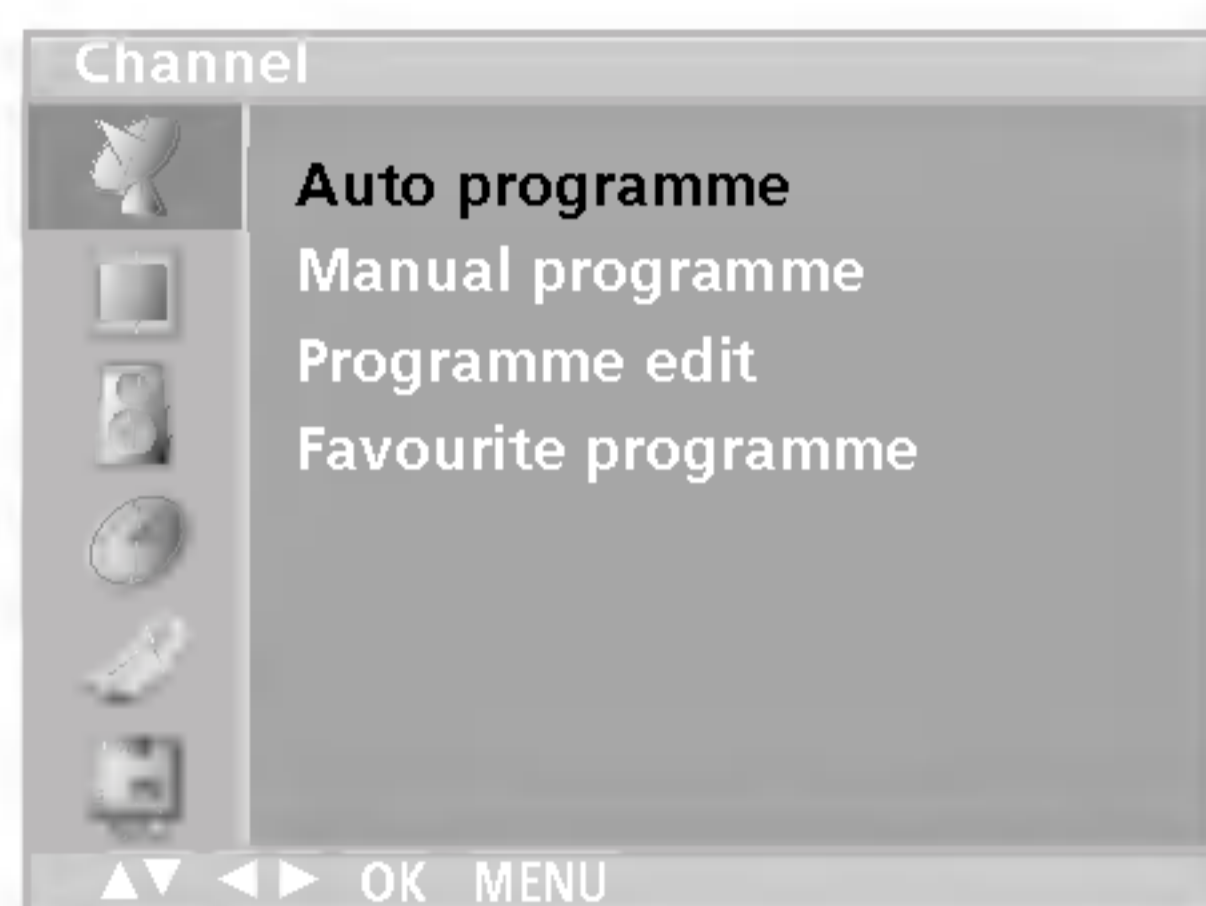 Channel
Auto programme
Manual programme
Programme edit
Favourite programme
▲▼ ◀▶ OK MENU